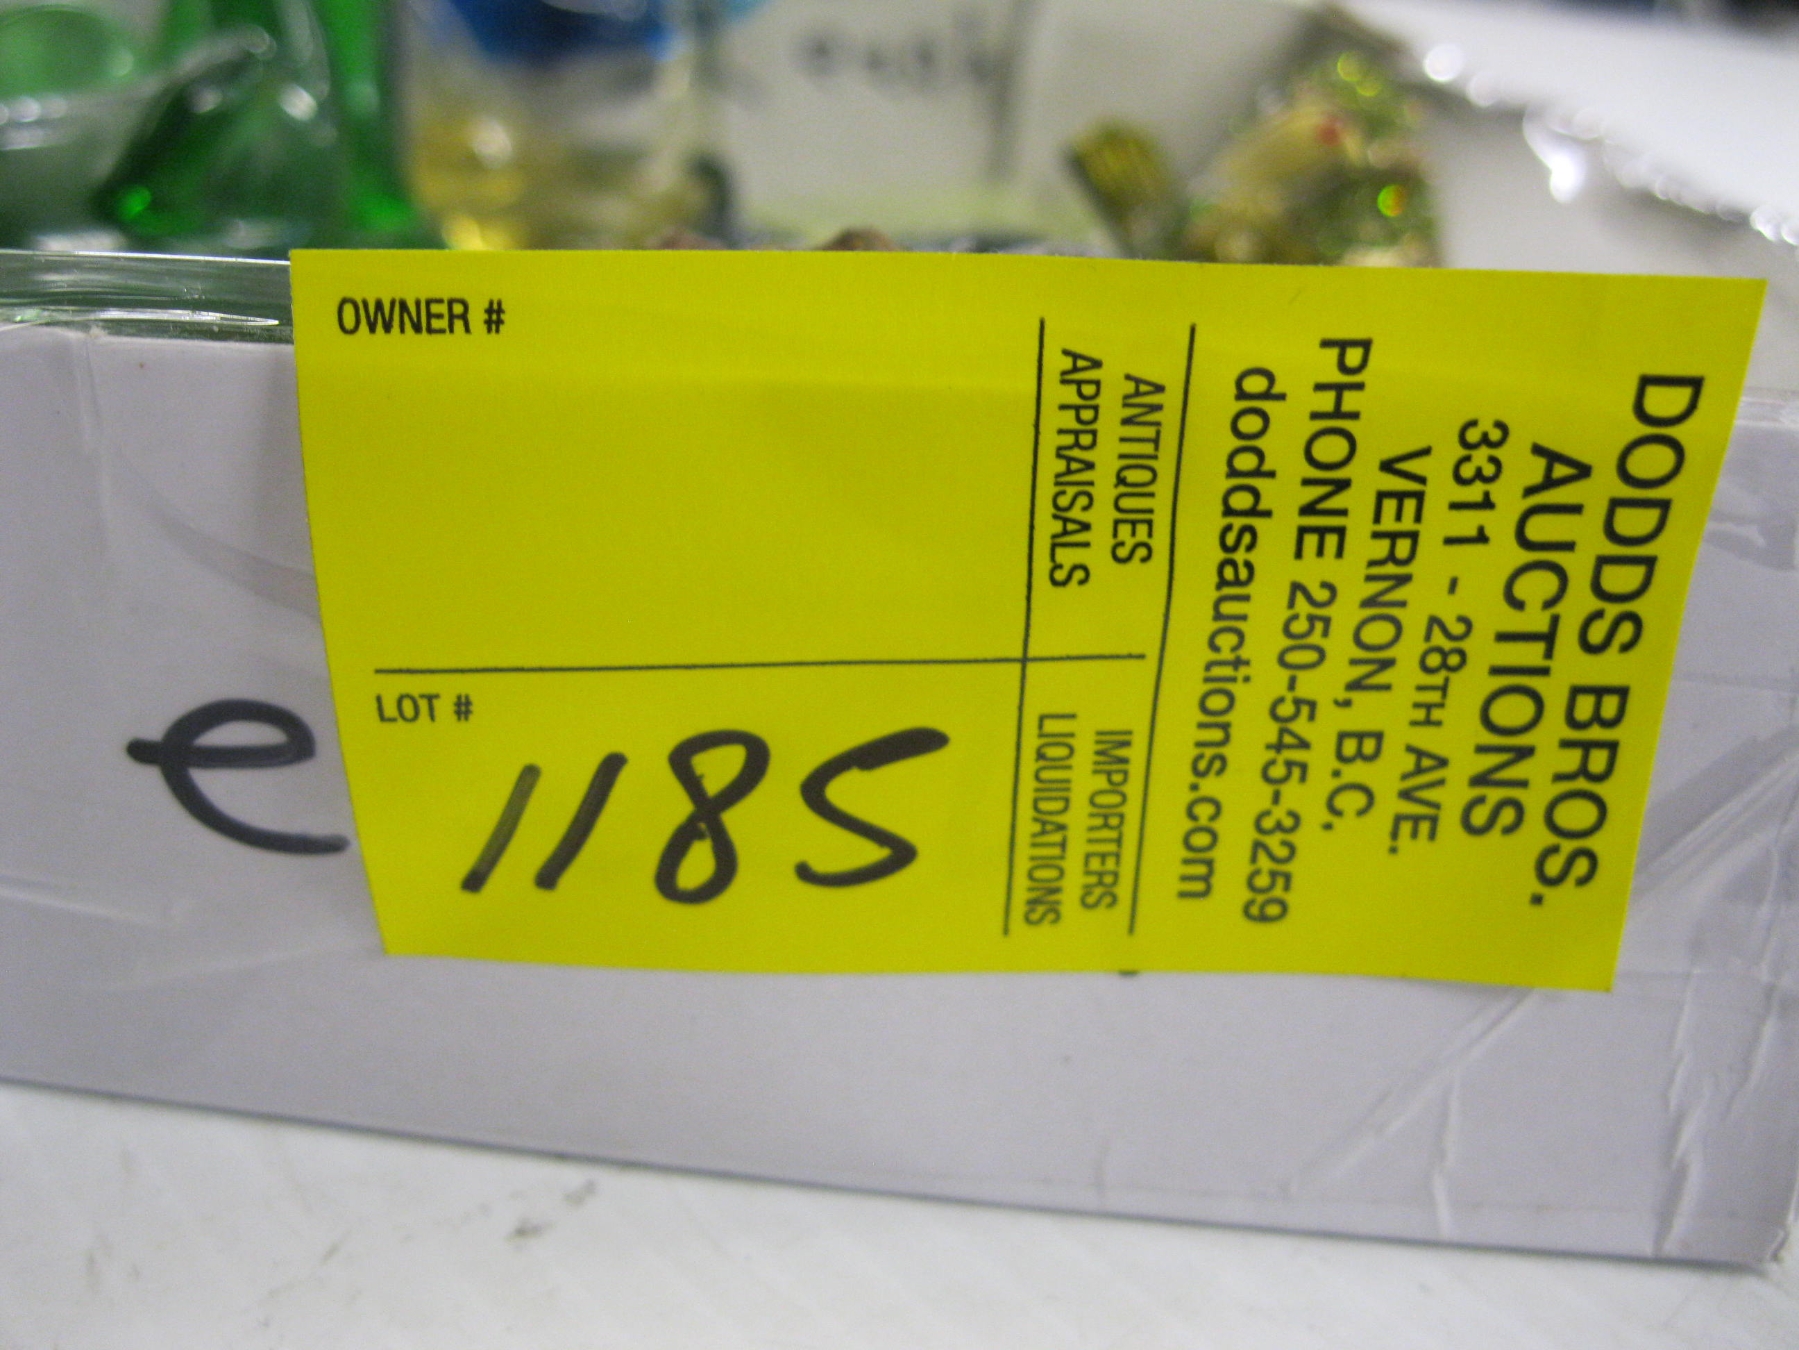 OWNER #
LOT #
e 1185
ANTIQUES
APPRAISALS
IMPORTERS
LIQUIDATIONS
DODDS BROS.
AUCTIONS
3311 - 28TH AVE.
VERNON, B.C.
PHONE 250-545-3259
doddsauctions.com